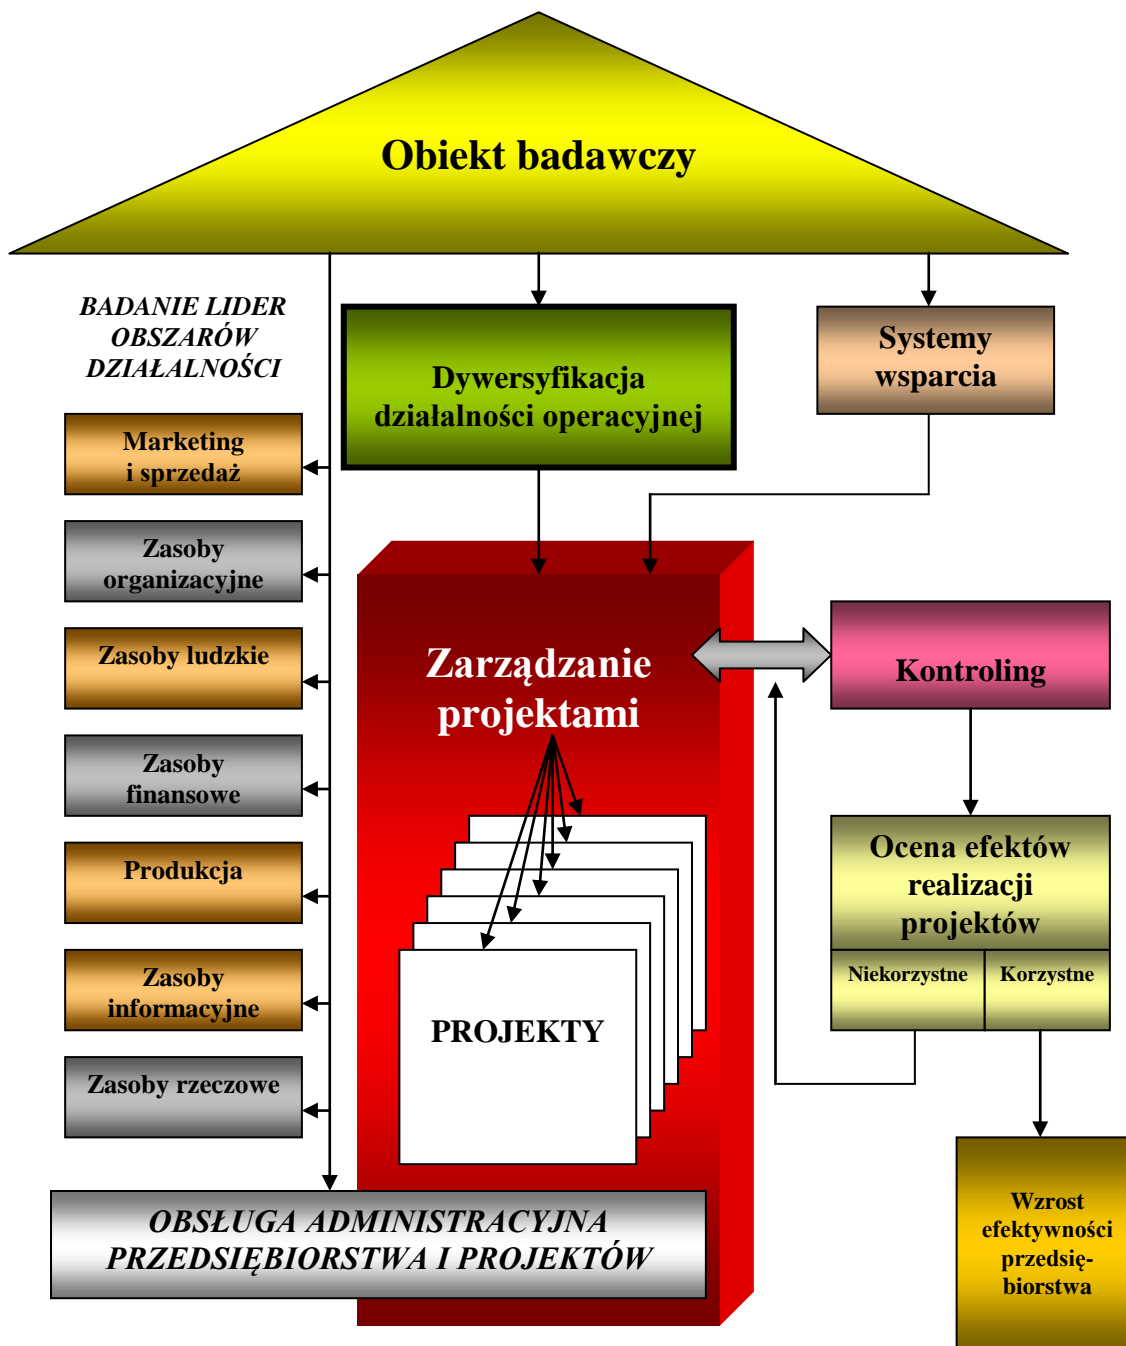 Obiekt badawczy
BADANIE LIDER
OBSZARÓW
DZIAŁALNOŚCI
Dywersyfikacja
działalności operacyjnej
Systemy
wsparcia
Marketing
i sprzedaż
Zasoby
organizacyjne
Zasoby ludzkie
Zasoby
finansowe
Produkcja
Zasoby
informacyjne
Zasoby rzeczowe
Zarządzanie
projektami
PROJEKTY
Kontroling
Ocena efektów
realizacji
projektów
Niekorzystne
Korzystne
OBSŁUGA ADMINISTRACYJNA
PRZEDSIĘBIORSTWA I PROJEKTÓW
Wzrost
efektywności
przedsię-
biorstwa